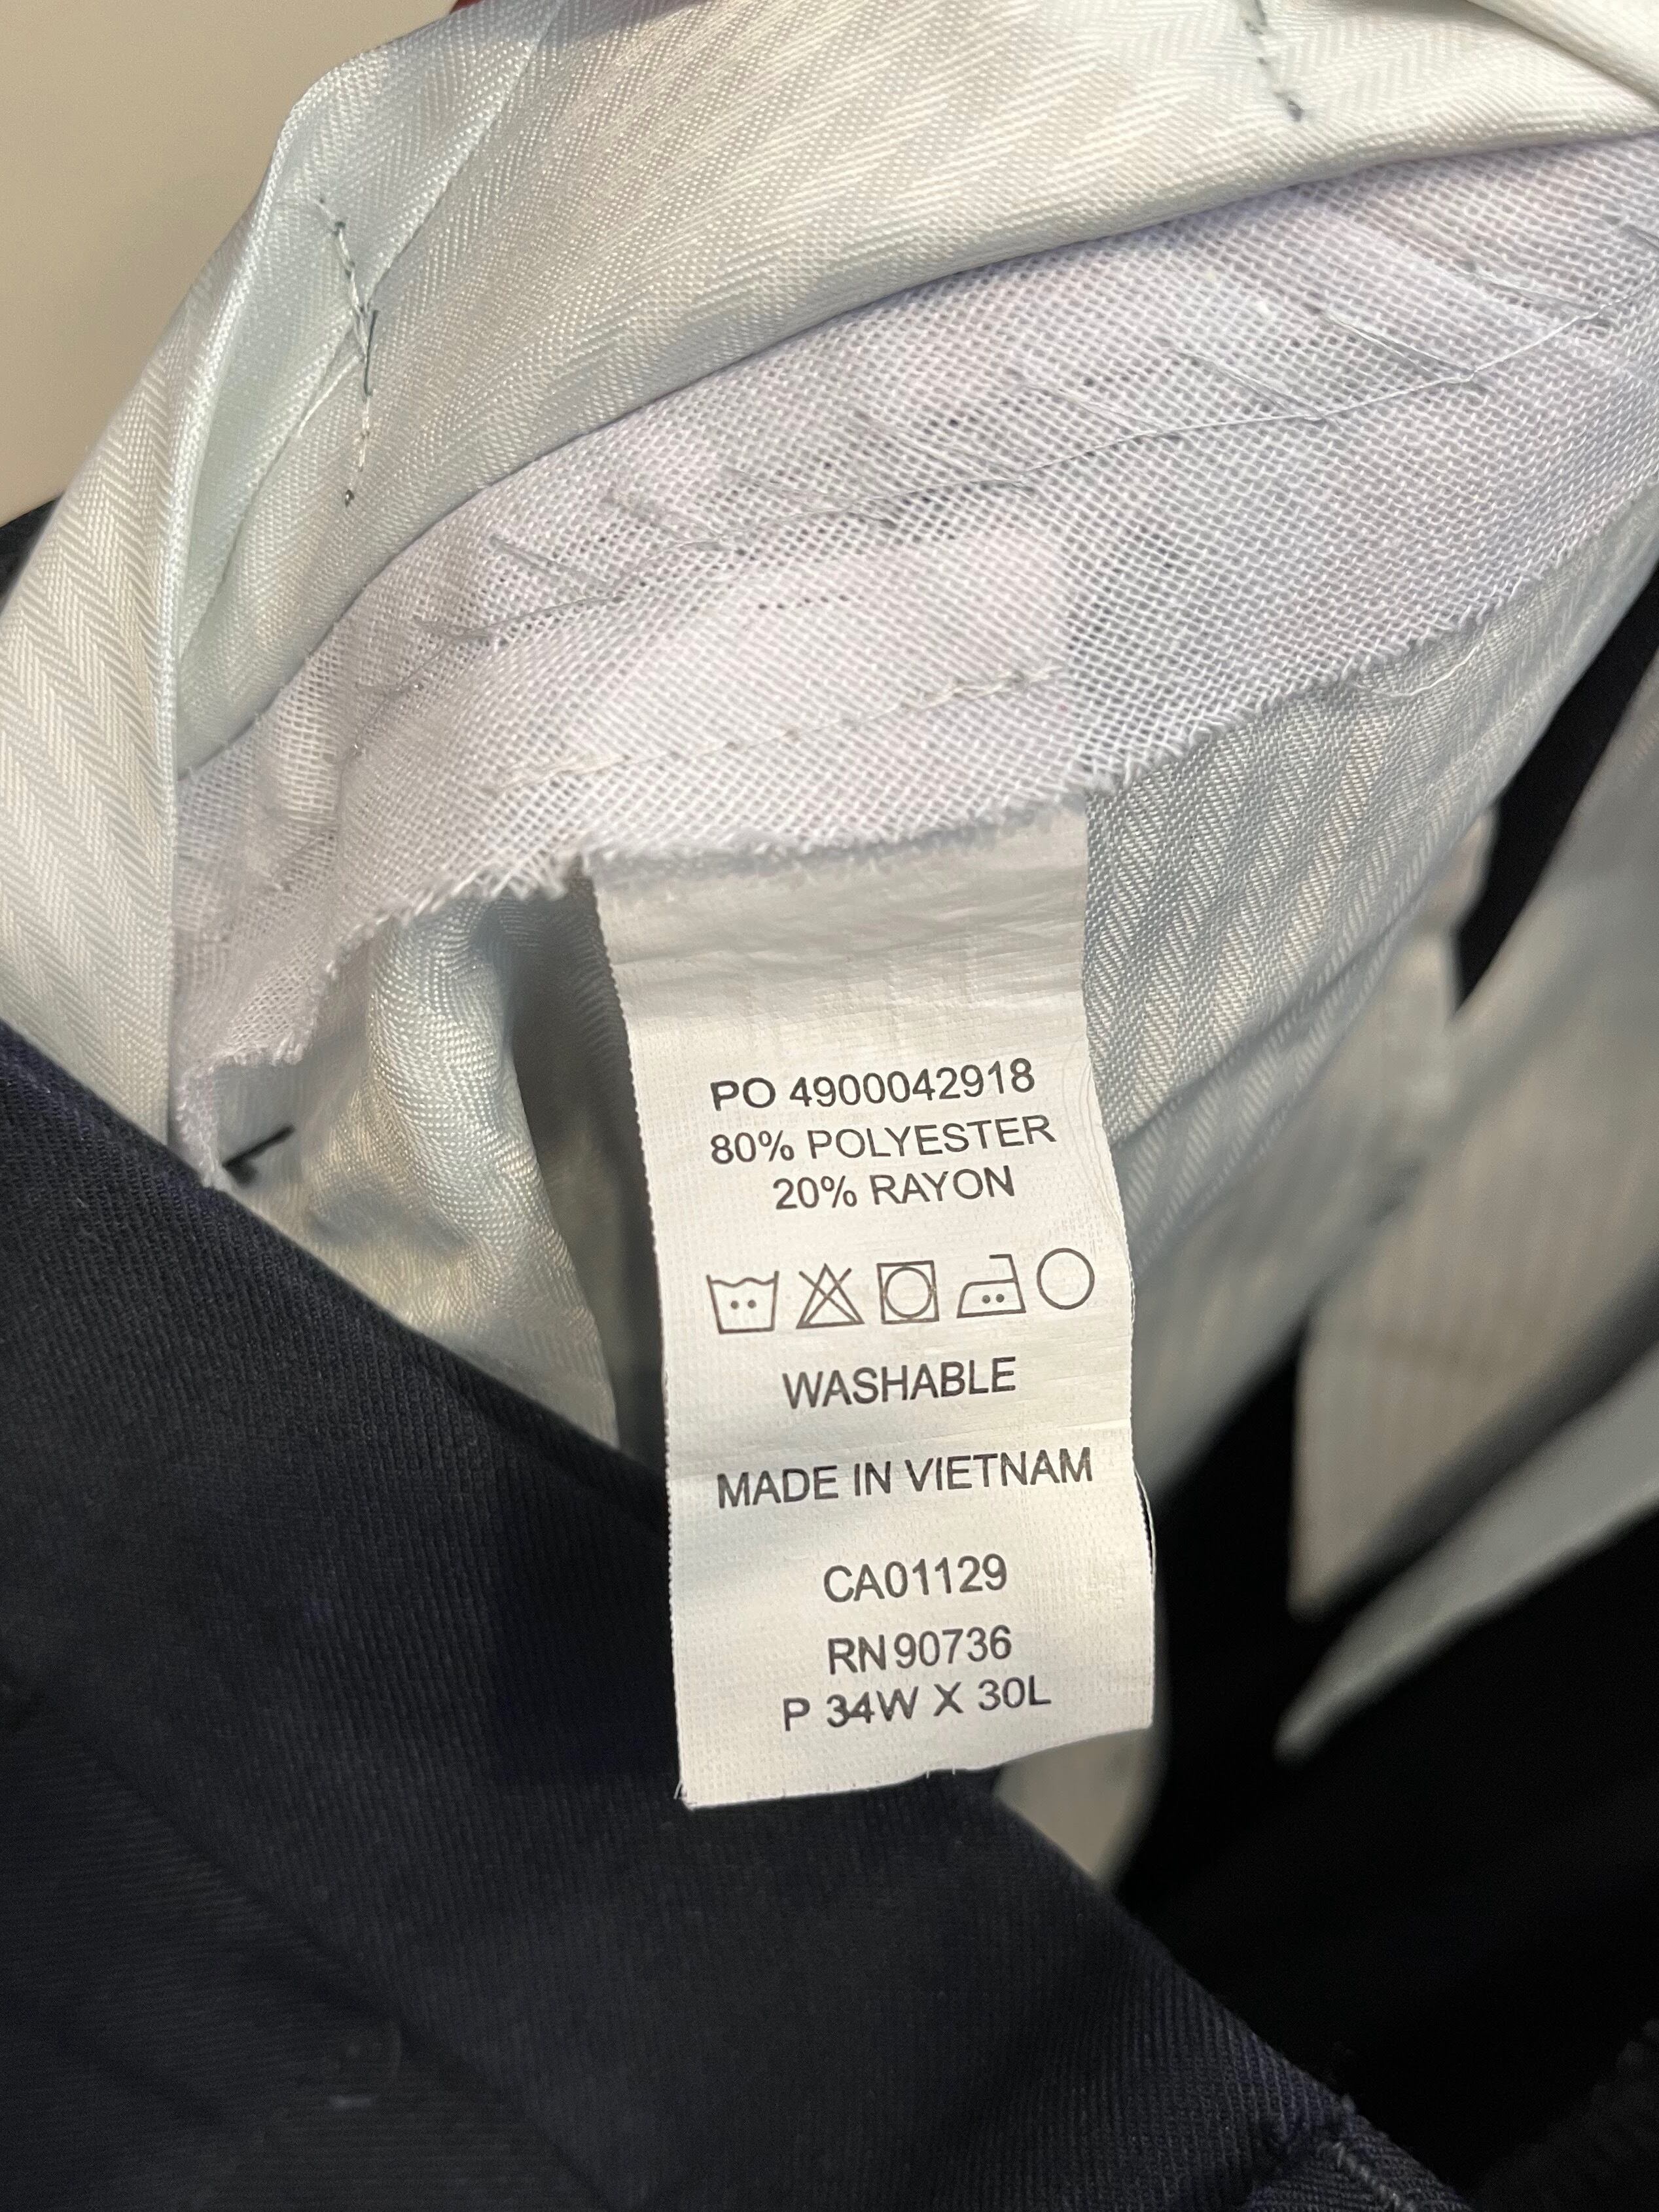 PO 4900042918
80% POLYESTER
20% RAYON
WASHABLE
MADE IN VIETNAM
CA01129
RN 90736
P 34W X 30L